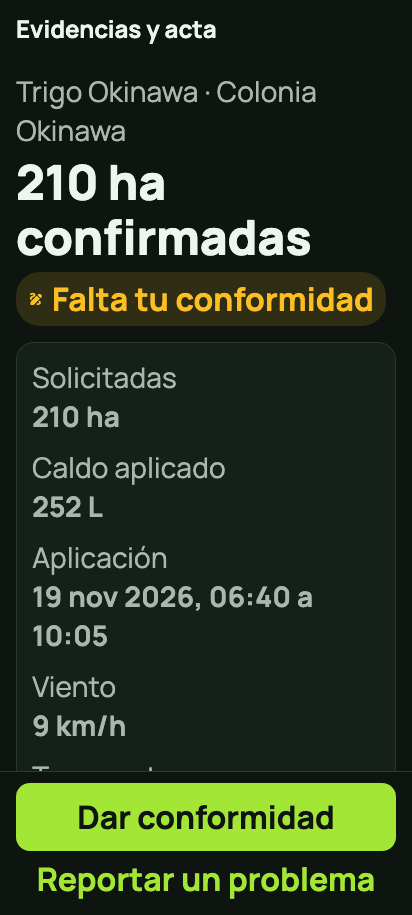 Evidencias y acta
Trigo Okinawa · Colonia
Okinawa
210 ha
confirmadas
Falta tu conformidad
Solicitadas
210 ha
Caldo aplicado
252 L
Aplicación
19 nov 2026, 06:40 a
10:05
Viento
9 km/h
Dar conformidad
Reportar un problema